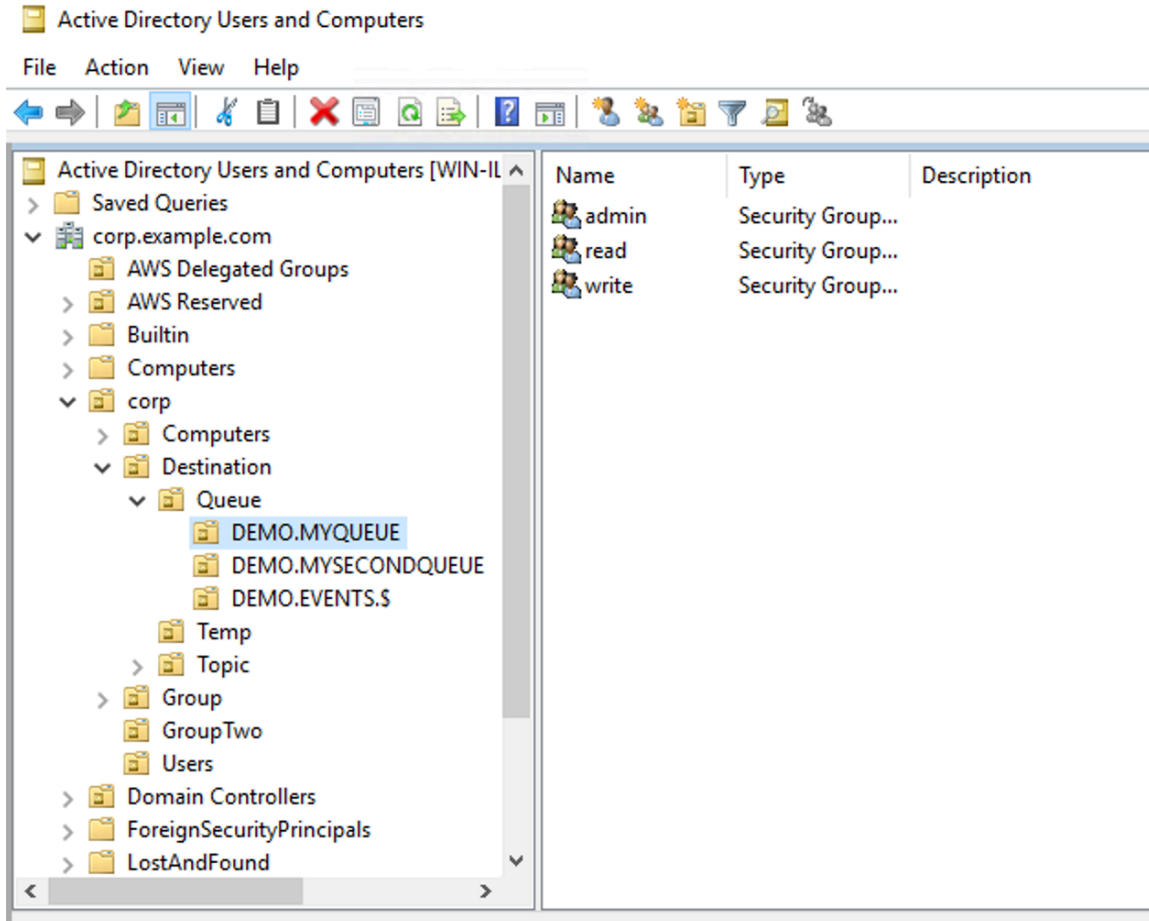 Active Directory Users and Computers
File Action View Help
Active Directory Users and Computers [WIN-IL
Saved Queries
corp.example.com
AWS Delegated Groups
AWS Reserved
Builtin
Computers
corp
Computers
Destination
Queue
DEMO.MYQUEUE
DEMO.MYSECONDQUEUE
DEMO.EVENTS.$
Temp
Topic
Group
GroupTwo
Users
Domain Controllers
ForeignSecurityPrincipals
LostAndFound
Name Type Description
admin Security Group...
read Security Group...
write Security Group...